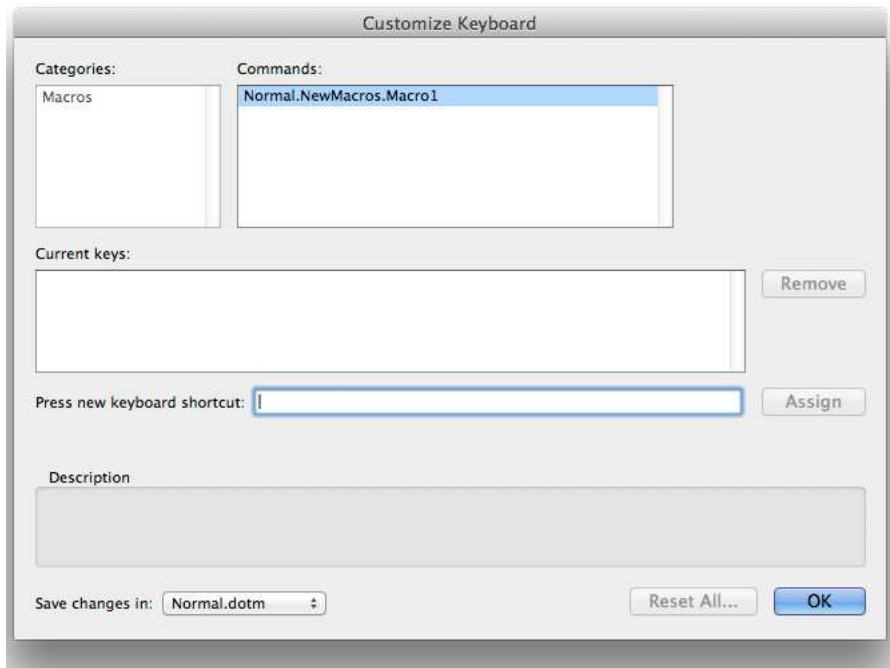 Customize Keyboard
Categories:
Commands:
Macros
Normal.NewMacros.Macro1
Current keys:
Remove
Press new keyboard shortcut:
Assign
Description
Save changes in:
Normal.dotm
Reset All...
OK